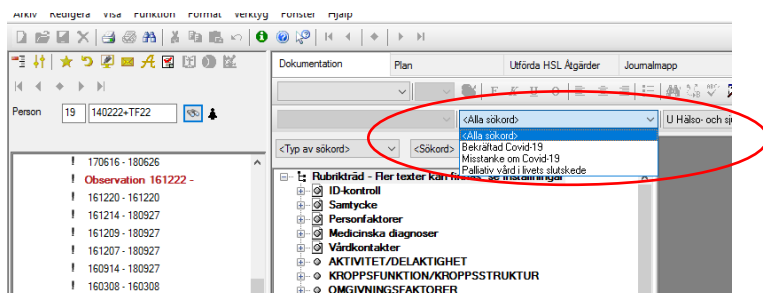 Arkiv Redigera Visa Funktion Format Verktyg Fönster Hjälp
Dokumentation Plan Utförda HSL Åtgärder Journalmapp
Person 19 140222+TF22
F K U
<Alla sökord> U Hälso- och sj
<Alla sökord>
Bekräftad Covid-19
Misstanke om Covid-19
Palliativ vård i livets slutskede
<Typ av sökord> <Sökord>
170616 - 180626
Observation 161222 -
161220 - 161220
161214 - 180927
161209 - 180927
161207 - 180927
160914 - 180927
160308 - 160308
Rubrikträd - Fler texter kan finnas, se inställningar
ID-kontroll
Samtycke
Personfaktorer
Medicinska diagnoser
Vårdkontakter
AKTIVITET/DELAKTIGHET
KROPPSFUNKTION/KROPPSSTRUKTUR
OMGIVNINGSFAKTORER